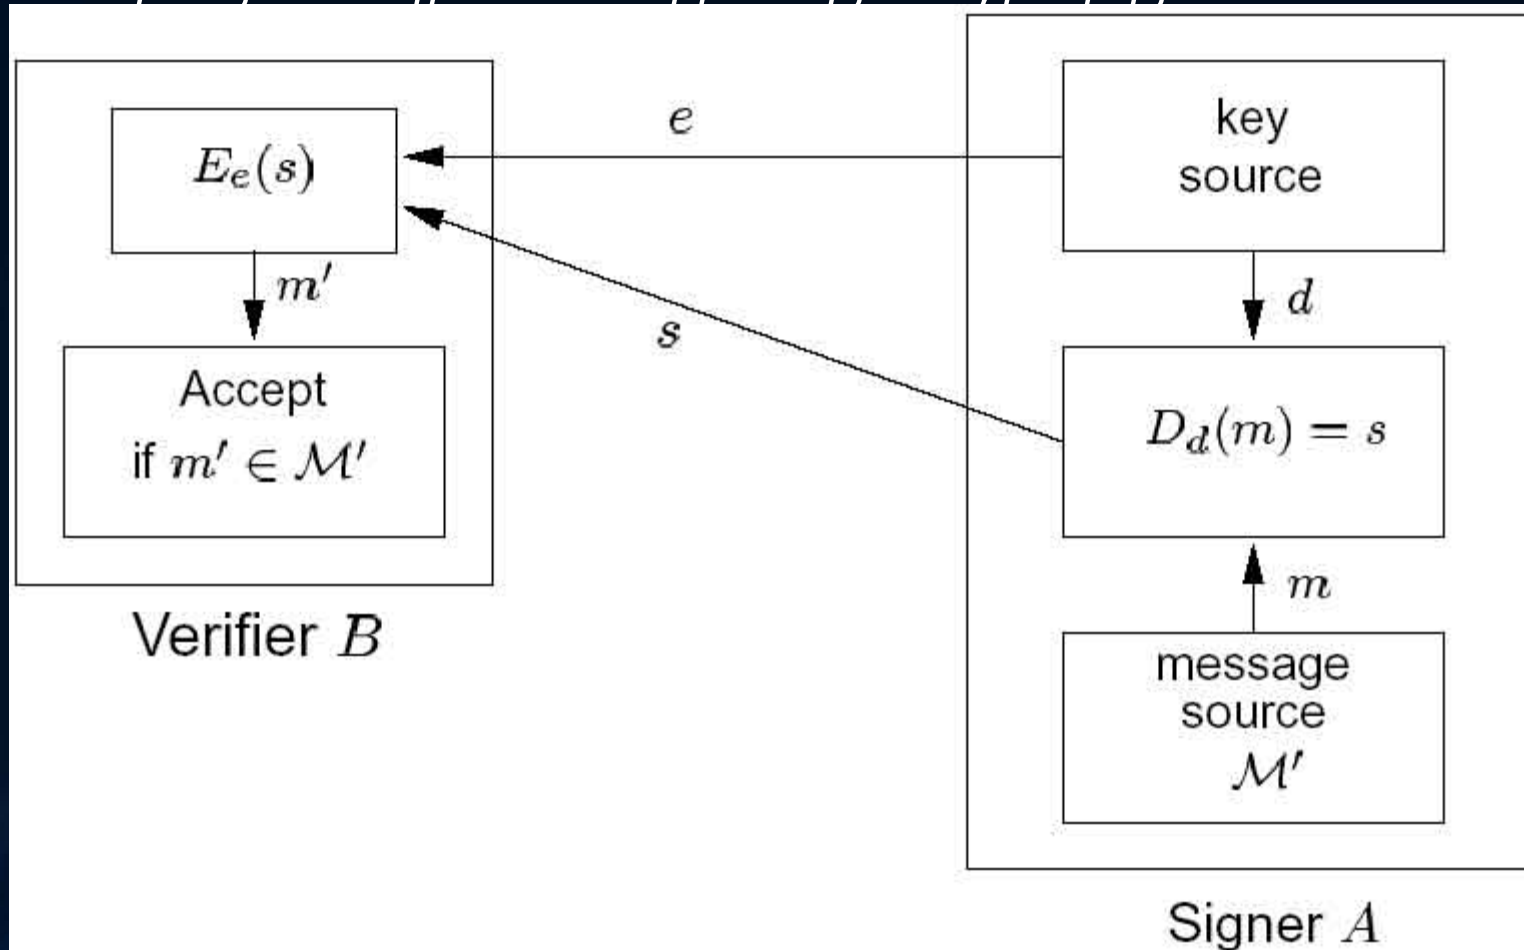 E_e(s)
m′
Accept
if m′ ∈ ℳ′
Verifier B
e
s
key
source
d
D_d(m) = s
m
message
source
ℳ′
Signer A